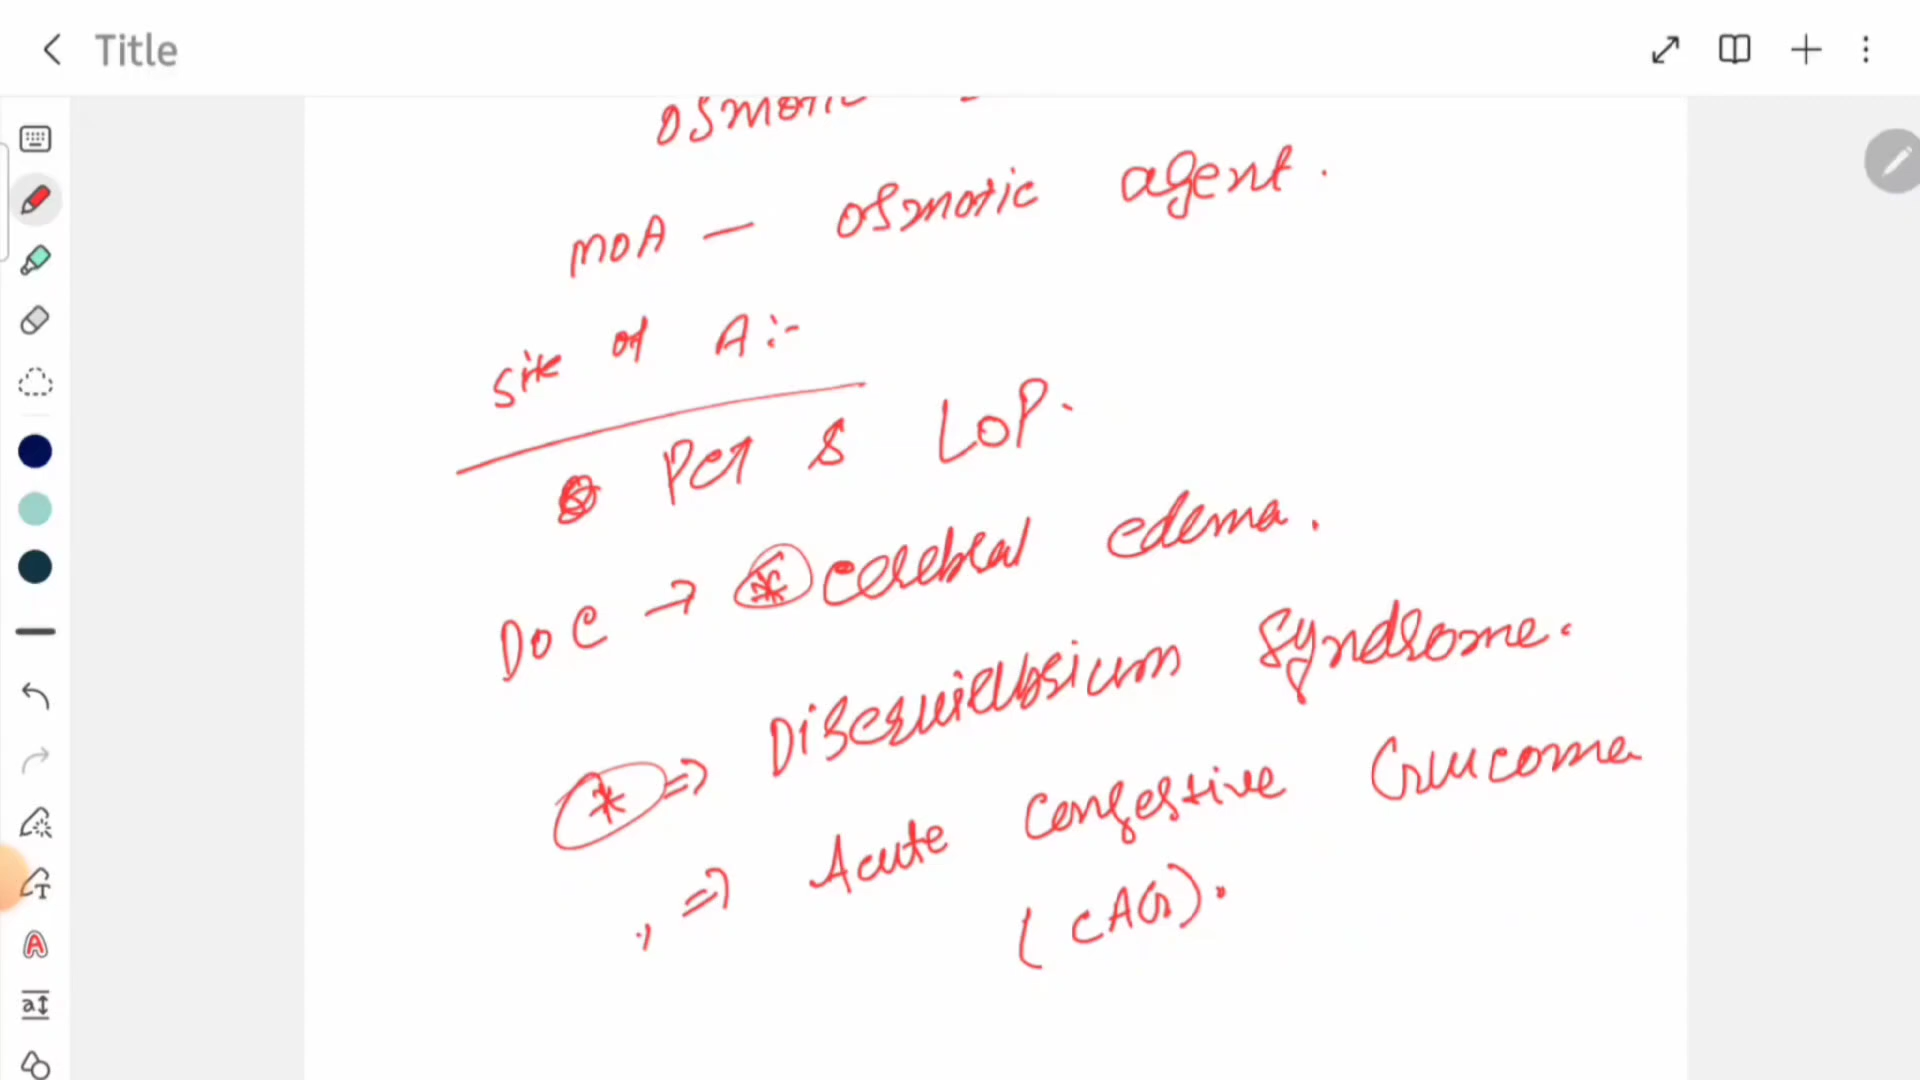 Title
osmotic
MOA — osmotic agent.
Site of A:-
PCT & LOP.
DOC → * cerebral edema.
* ⇒ Disequilibrium Syndrome.
⇒ Acute congestive Glucoma
(CAG).